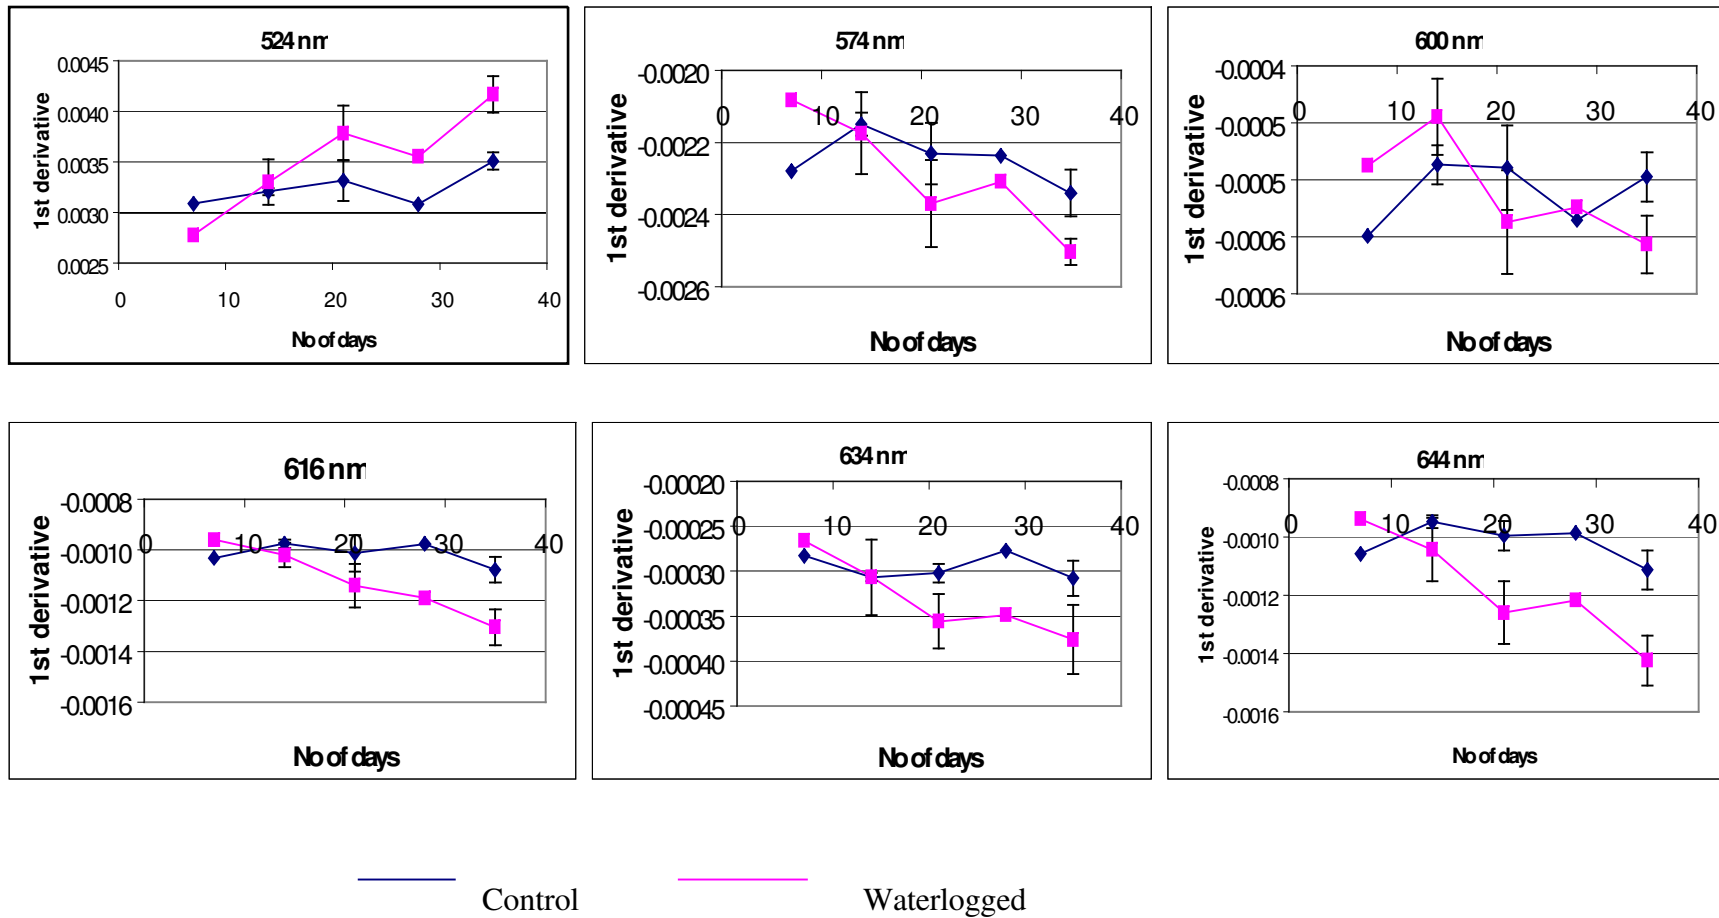 524 nm
0.0045
0.0040
0.0035
0.0030
0.0025
0 10 20 30 40
1st derivative
No of days
574 nm
-0.0020
-0.0022
-0.0024
-0.0026
0 10 20 30 40
1st derivative
No of days
600 nm
-0.0004
-0.0005
-0.0005
-0.0006
-0.0006
0 10 20 30 40
1st derivative
No of days
616 nm
-0.0008
-0.0010
-0.0012
-0.0014
-0.0016
0 10 20 30 40
1st derivative
No of days
634 nm
-0.00020
-0.00025
-0.00030
-0.00035
-0.00040
-0.00045
0 10 20 30 40
1st derivative
No of days
644 nm
-0.0008
-0.0010
-0.0012
-0.0014
-0.0016
0 10 20 30 40
1st derivative
No of days
Control Waterlogged